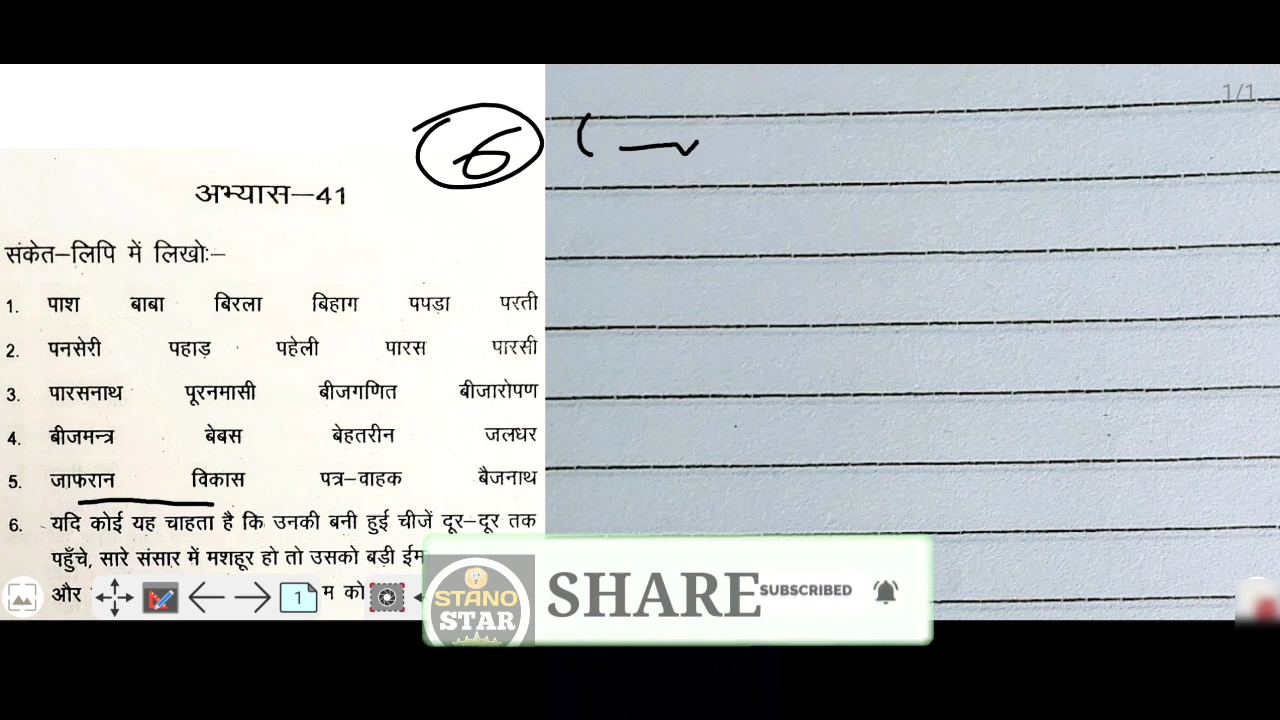 1/1
6
अभ्यास-41
संकेत-लिपि में लिखोः-
1. पाश बाबा बिरला बिहाग पपड़ा परती
2. पनसेरी पहाड़ पहेली पारस पारसी
3. पारसनाथ पूरनमासी बीजगणित बीजारोपण
4. बीजमन्त्र बेबस बेहतरीन जलधर
5. जाफरान विकास पत्र-वाहक बैजनाथ
6. यदि कोई यह चाहता है कि उनकी बनी हुई चीजें दूर-दूर तक
पहुँचे, सारे संसार में मशहूर हो तो उसको बड़ी
और को
1
STANO
STAR
SHARE
SUBSCRIBED